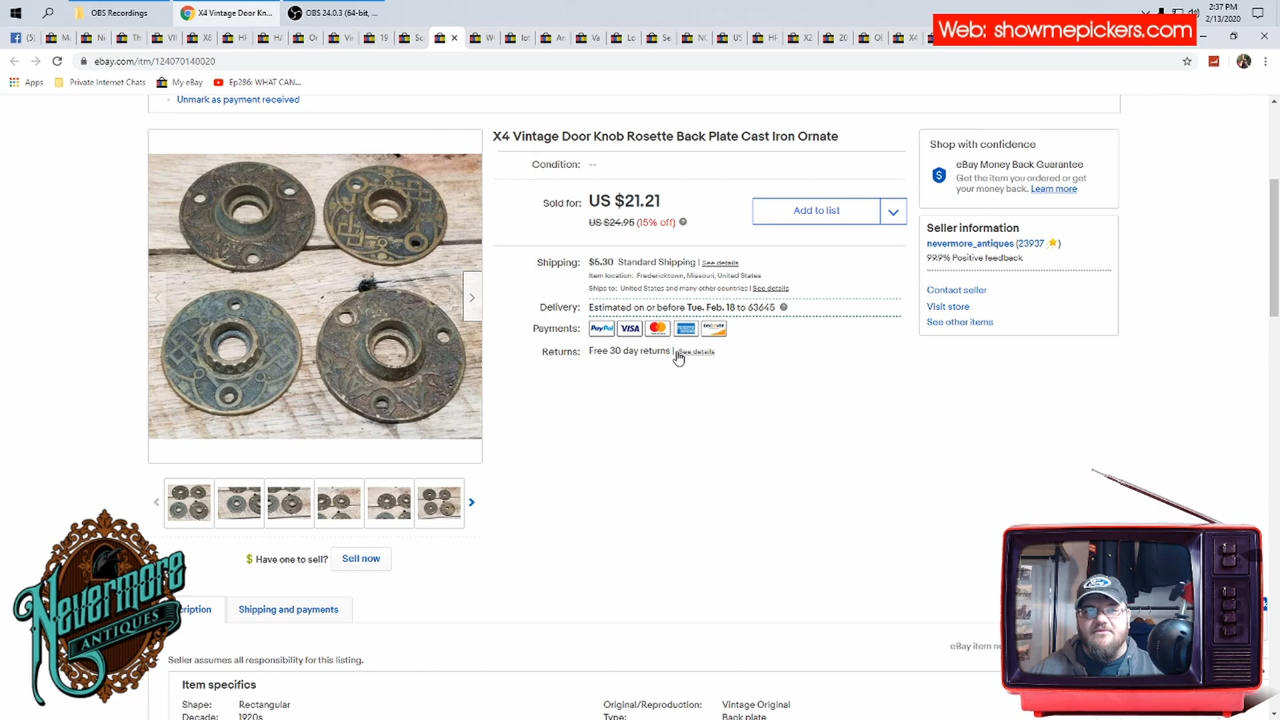 OBS Recordings
X4 Vintage Door Kn...
OBS 24.0.3 (64-bit, ...
2:37 PM
2/13/2020
Web: showmepickers.com
ebay.com/itm/124070140020
Apps
Private Internet Chats
My eBay
Ep286: WHAT CAN...
Unmark as payment received
X4 Vintage Door Knob Rosette Back Plate Cast Iron Ornate
Condition: --
Sold for: US $21.21
US $24.95 (15% off)
Add to list
Shipping: $6.30 Standard Shipping | See details
Item location: Fredericktown, Missouri, United States
Ships to: United States and many other countries | See details
Delivery: Estimated on or before Tue. Feb. 18 to 63645
Payments: PayPal VISA
Returns: Free 30 day returns | See details
Shop with confidence
eBay Money Back Guarantee
Get the item you ordered or get
your money back. Learn more
Seller information
nevermore_antiques (23937 )
99.9% Positive feedback
Contact seller
Visit store
See other items
$ Have one to sell? Sell now
Nevermore
ANTIQUES
cription
Shipping and payments
Seller assumes all responsibility for this listing.
eBay item n
Item specifics
Shape: Rectangular
Original/Reproduction: Vintage Original
Decade: 1920s
Type: Back plate